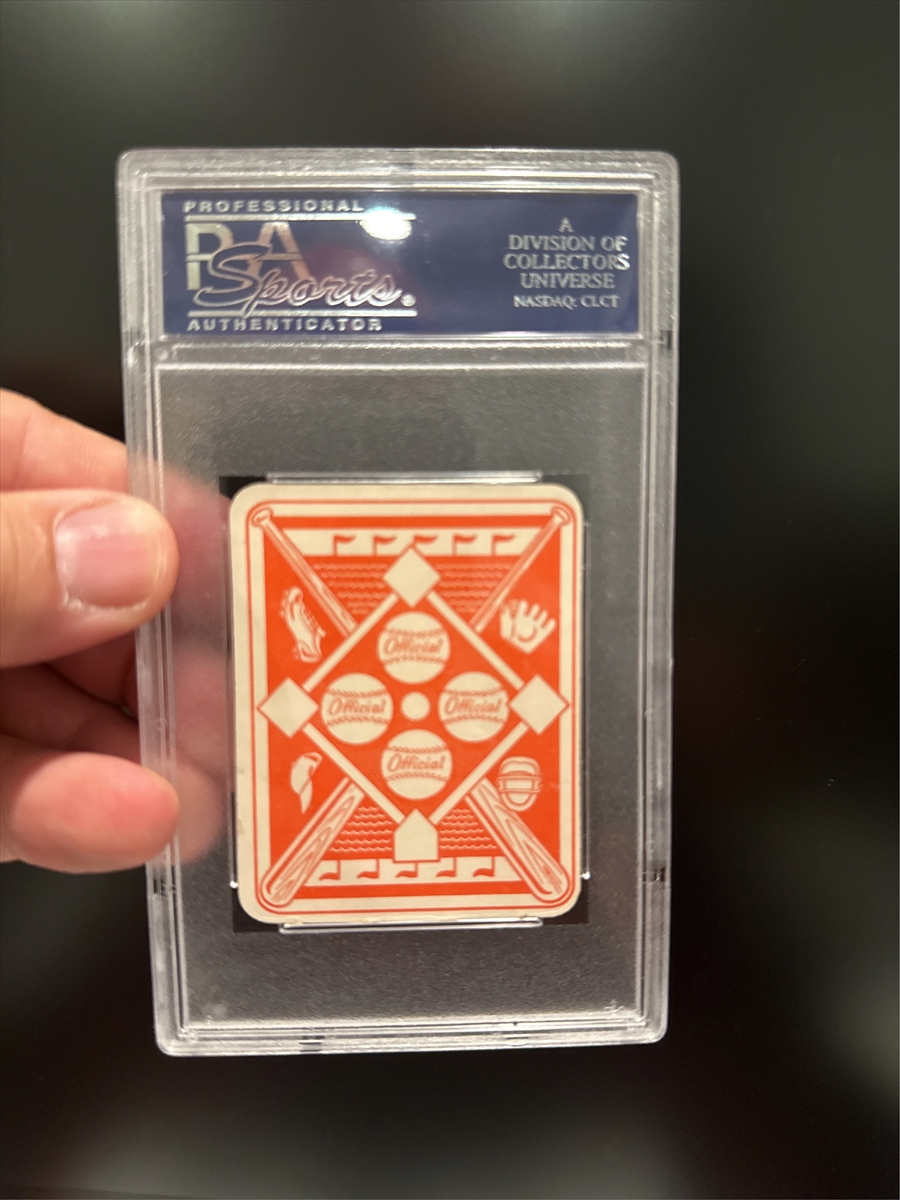 PROFESSIONAL
PSA
Sports®
AUTHENTICATOR
A
DIVISION OF
COLLECTORS
UNIVERSE
NASDAQ: CLCT
Official
Official
Official
Official